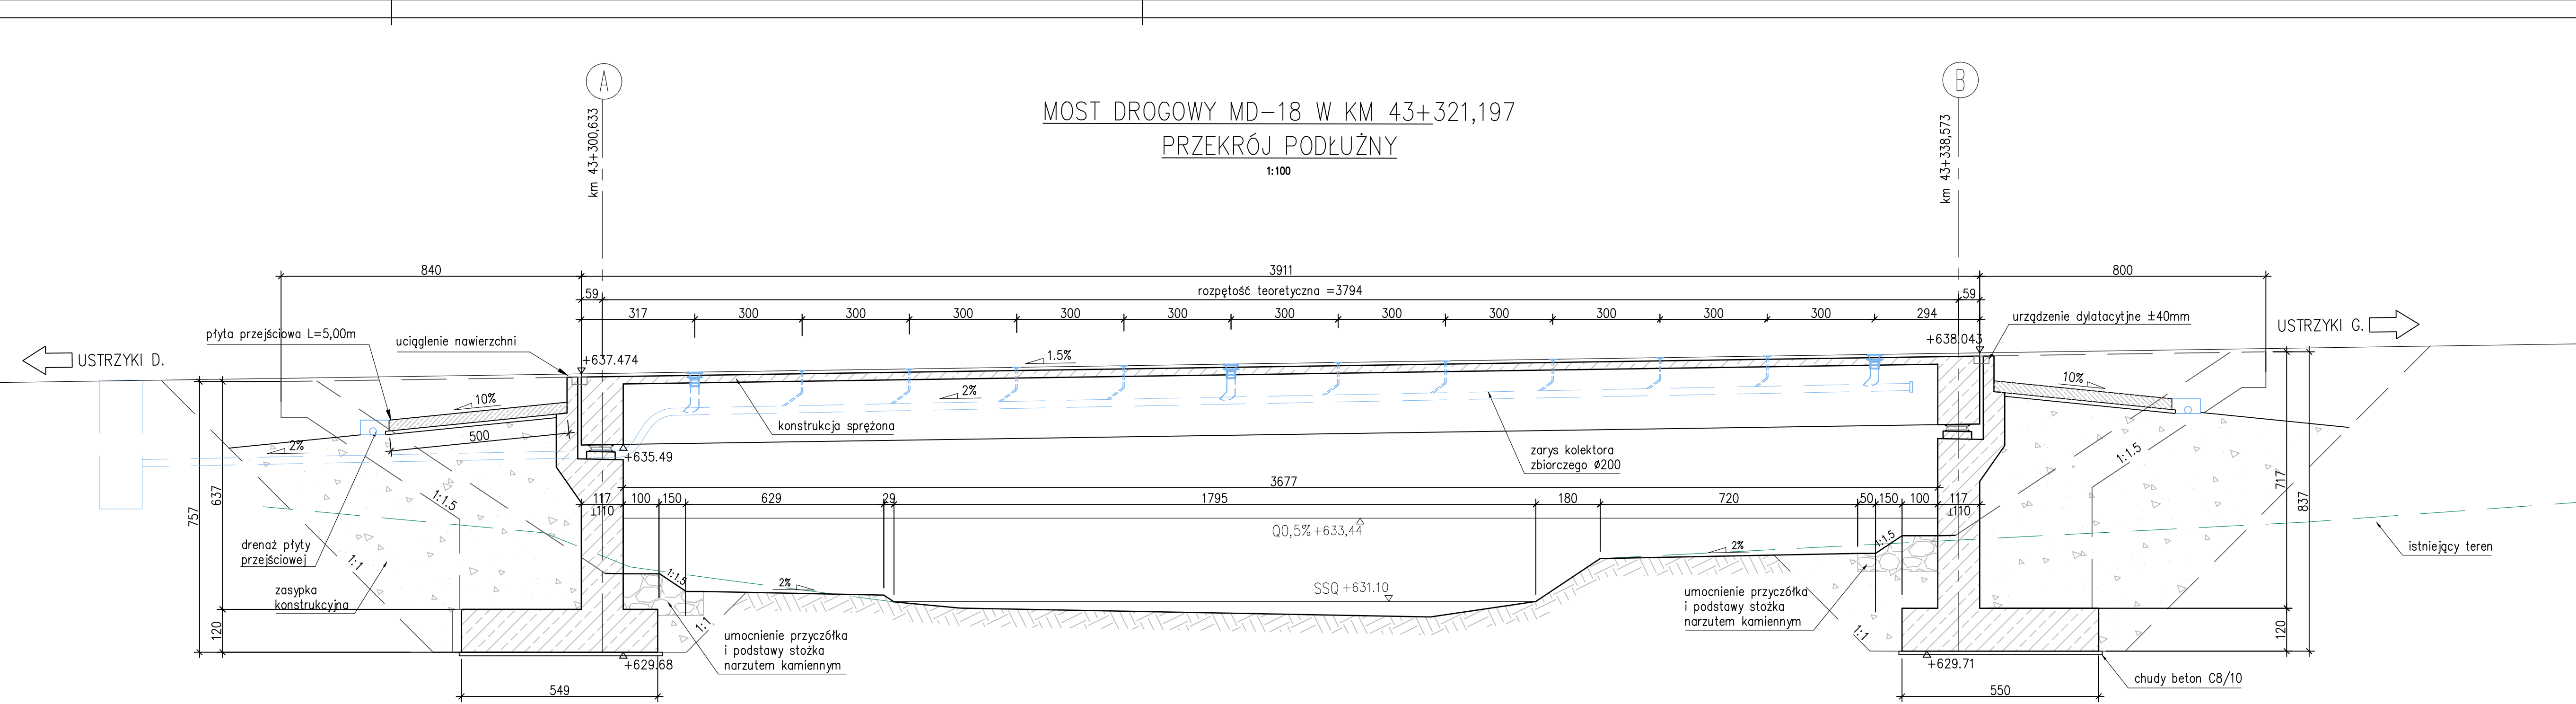 A
B
MOST DROGOWY MD-18 W KM 43+321,197
PRZEKRÓJ PODŁUŻNY
1:100
km 43+300,633
km 43+338,573
840
3911
800
59
rozpętość teoretyczna =3794
59
317 300 300 300 300 300 300 300 300 300 300 300 294
płyta przejściowa L=5,00m
uciąglenie nawierzchni
+637.474
1.5%
+638.043
urządzenie dylatacytjne ±40mm
USTRZYKI G.
USTRZYKI D.
10%
2%
10%
500
konstrukcja sprężona
2%
+635.49
zarys kolektora
zbiorczego ø200
3677
117 100 150 629 29 1795 180 720 50 150 100 117
±110
±110
1:1.5
1:1.5
637
757
717
837
Q0,5% +633,44
1:1.5
1:1.5
2%
2%
istniejący teren
drenaż płyty
przejściowej
1:1
zasypka
konstrukcyjna
SSQ +631.10
umocnienie przyczółka
i podstawy stożka
narzutem kamiennym
umocnienie przyczółka
i podstawy stożka
narzutem kamiennym
1:1
1:1
120
120
+629.68
+629.71
chudy beton C8/10
549
550